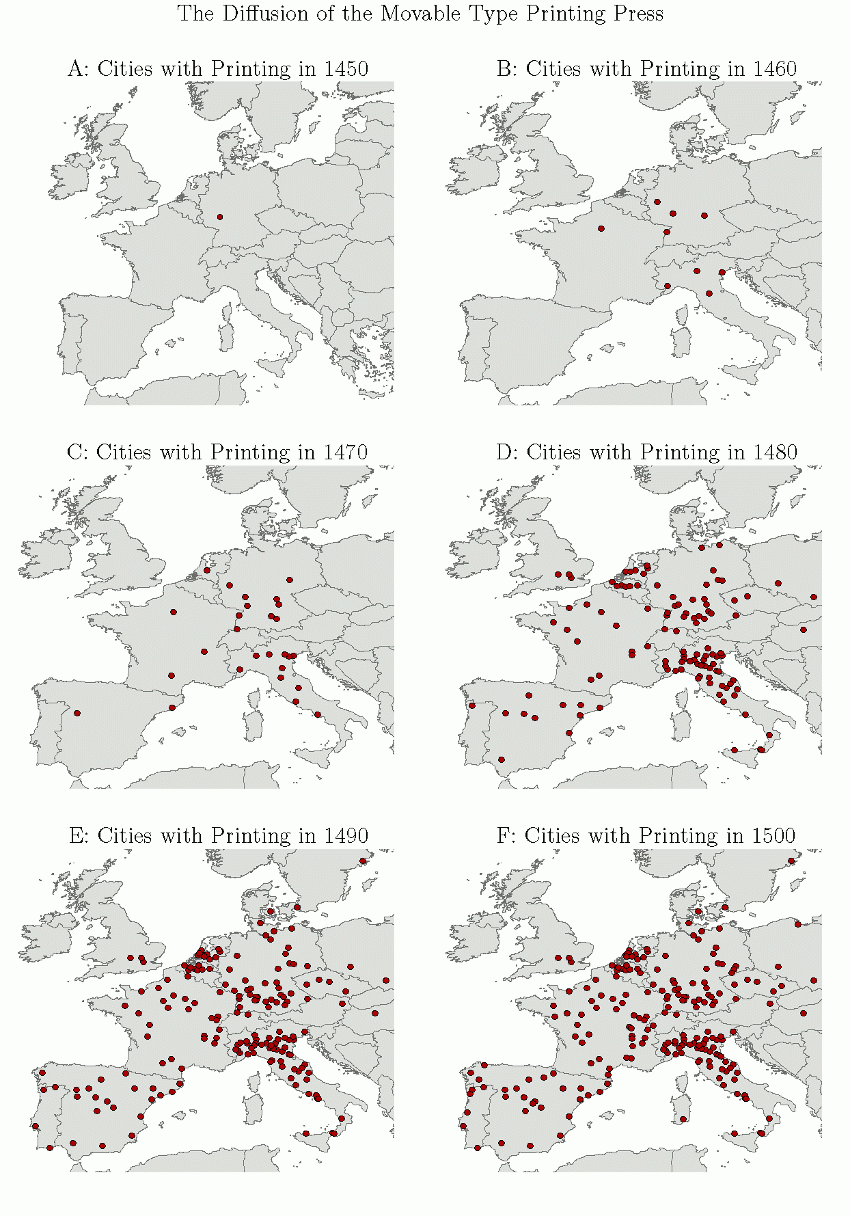 The Diffusion of the Movable Type Printing Press
A: Cities with Printing in 1450
B: Cities with Printing in 1460
C: Cities with Printing in 1470
D: Cities with Printing in 1480
E: Cities with Printing in 1490
F: Cities with Printing in 1500